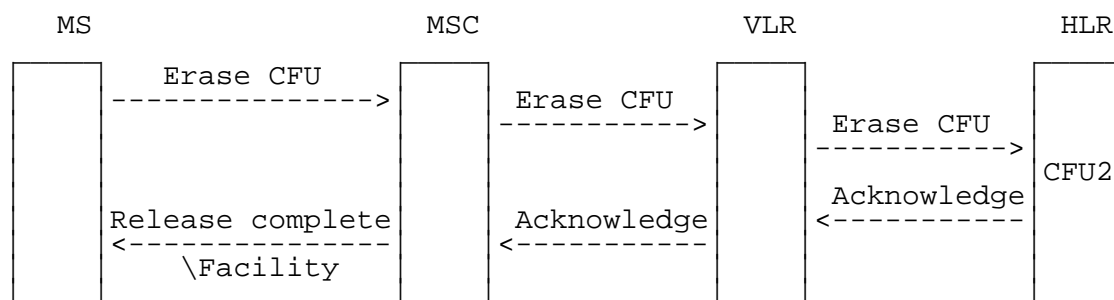 MS MSC VLR HLR
Erase CFU
Erase CFU
Erase CFU
CFU2
Acknowledge
Release complete Acknowledge
\Facility